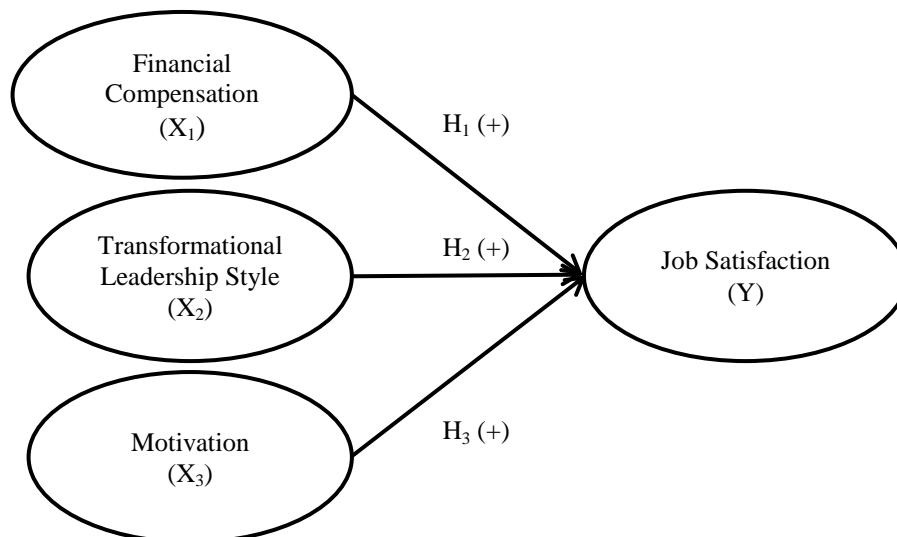 Financial
Compensation
(X₁)
H₁ (+)
Transformational
Leadership Style
(X₂)
H₂ (+)
Job Satisfaction
(Y)
Motivation
(X₃)
H₃ (+)